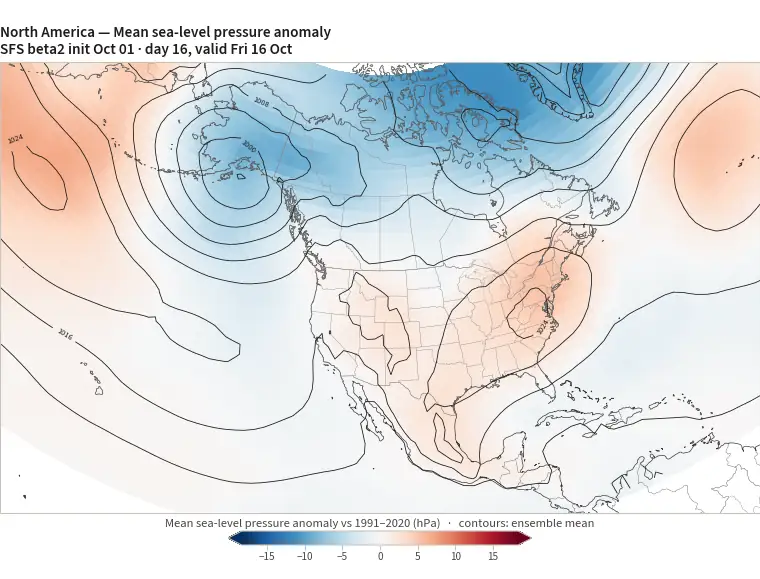 North America — Mean sea-level pressure anomaly
SFS beta2 init Oct 01 · day 16, valid Fri 16 Oct
1008
1000
1024
1024
1016
Mean sea-level pressure anomaly vs 1991–2020 (hPa)   ·   contours: ensemble mean
−15 −10 −5 0 5 10 15